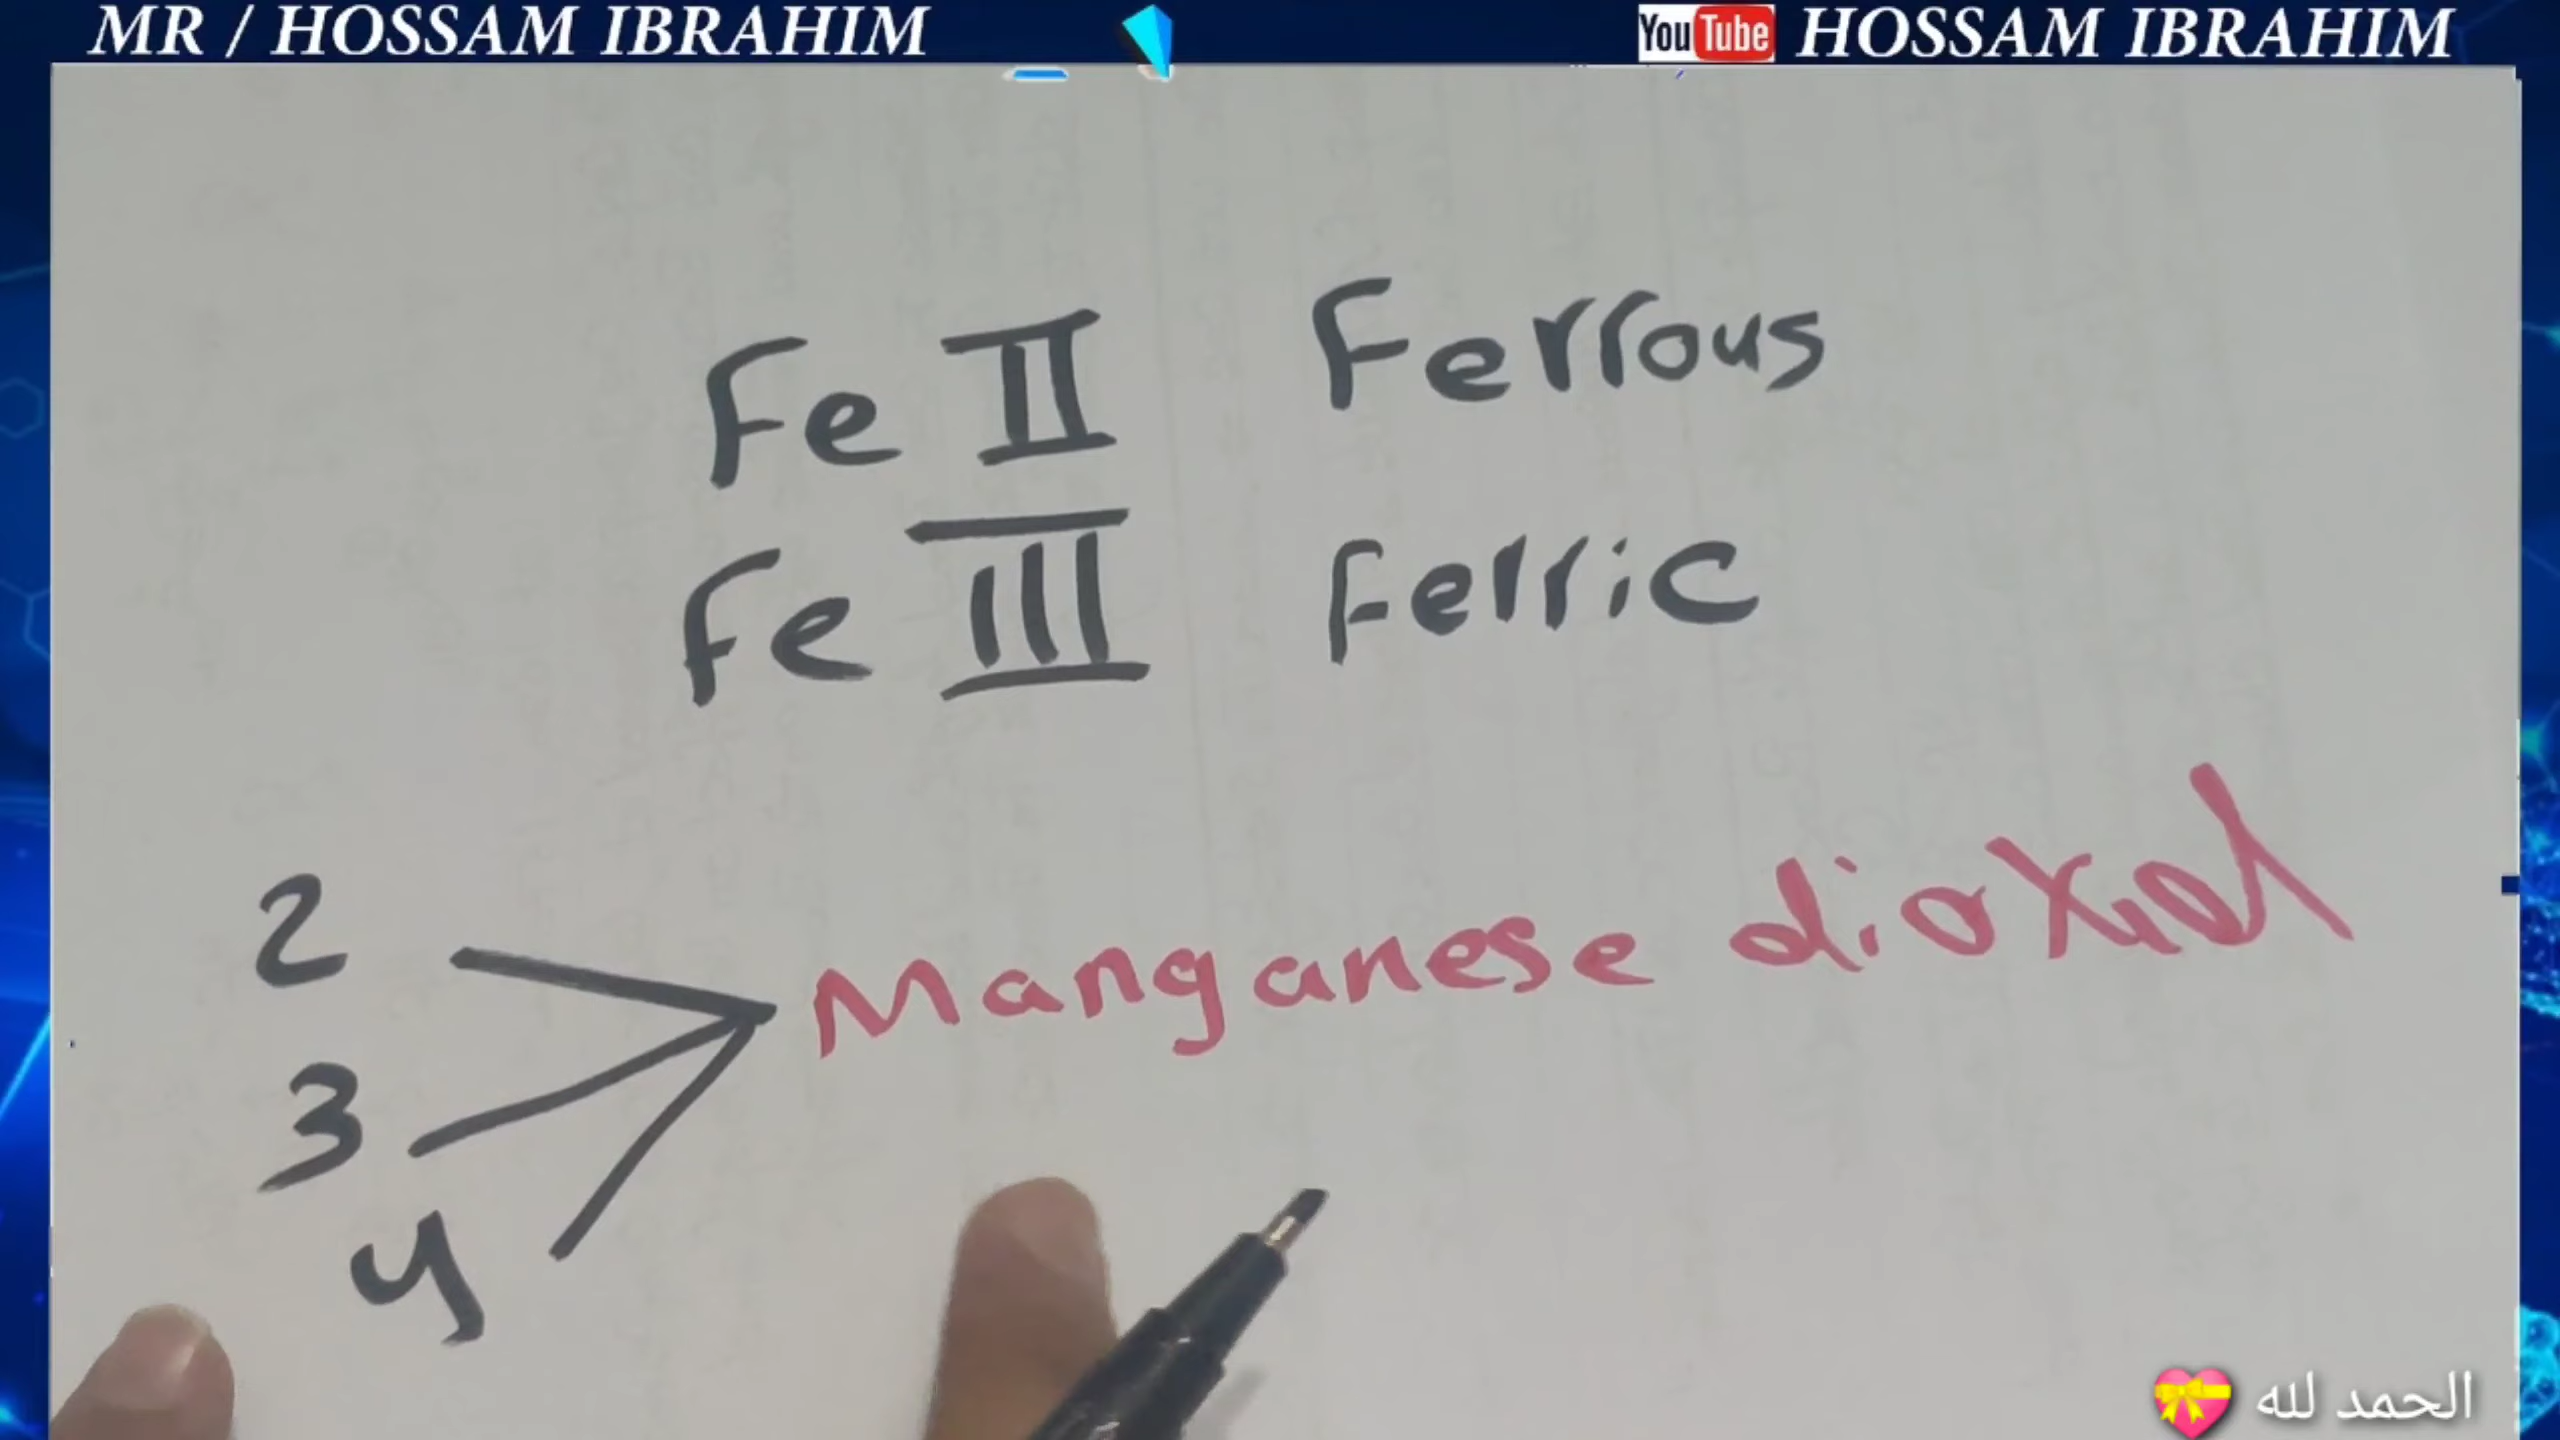 MR / HOSSAM IBRAHIM
YouTube HOSSAM IBRAHIM
Fe II Ferrous
Fe III Ferric
2
Manganese
3
4
الحمد لله